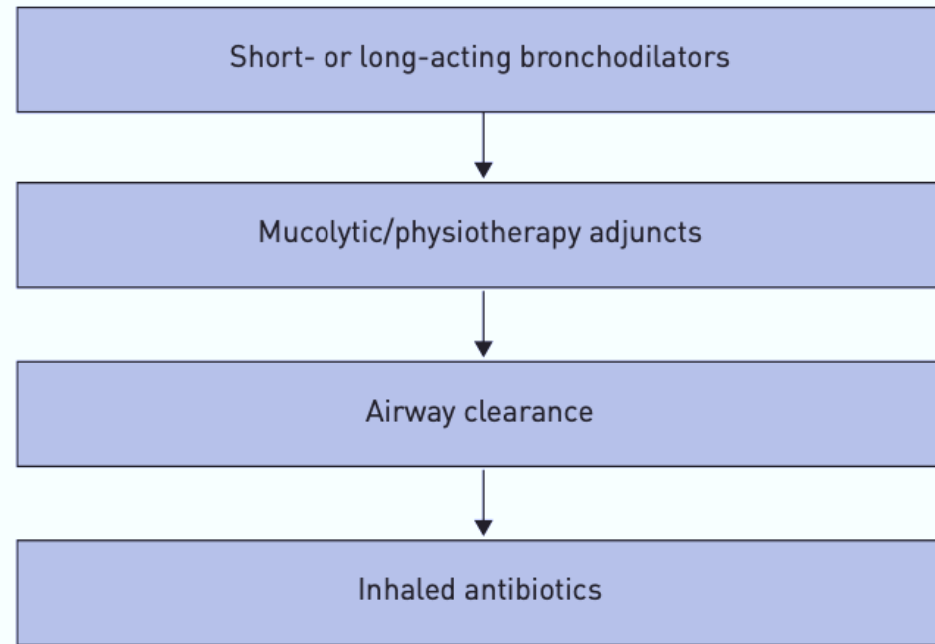 Short- or long-acting bronchodilators
Mucolytic/physiotherapy adjuncts
Airway clearance
Inhaled antibiotics